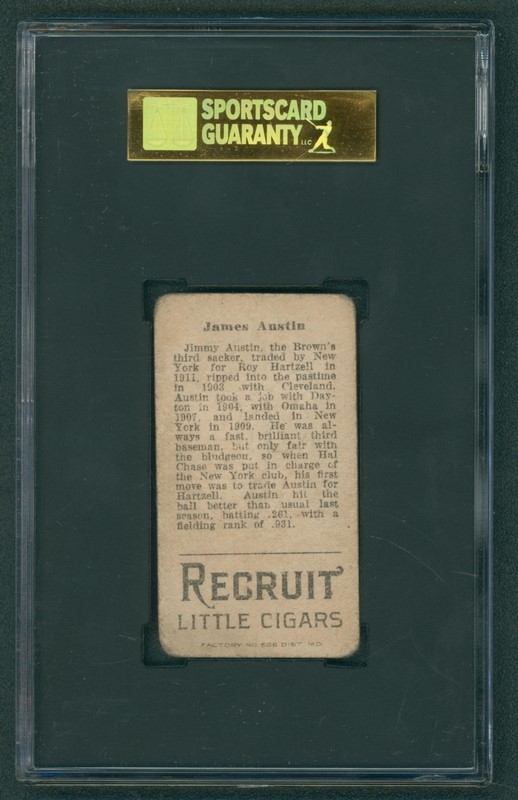 SPORTSCARD
GUARANTY LLC
James Austin
Jimmy Austin, the Brown's
third sacker, traded by New
York for Roy Hartzell in
1911, ripped into the pastime
in 1903 with Cleveland.
Austin took a job with Day-
ton in 1904, with Omaha in
1907, and landed in New
York in 1909. He was al-
ways a fast, brilliant third
baseman, but only fair with
the bludgeon, so when Hal
Chase was put in charge of
the New York club, his first
move was to trade Austin for
Hartzell. Austin hit the
ball better than usual last
season, batting .261, with a
fielding rank of .931.
RECRUIT
LITTLE CIGARS
FACTORY NO. 606 DIST. MD.